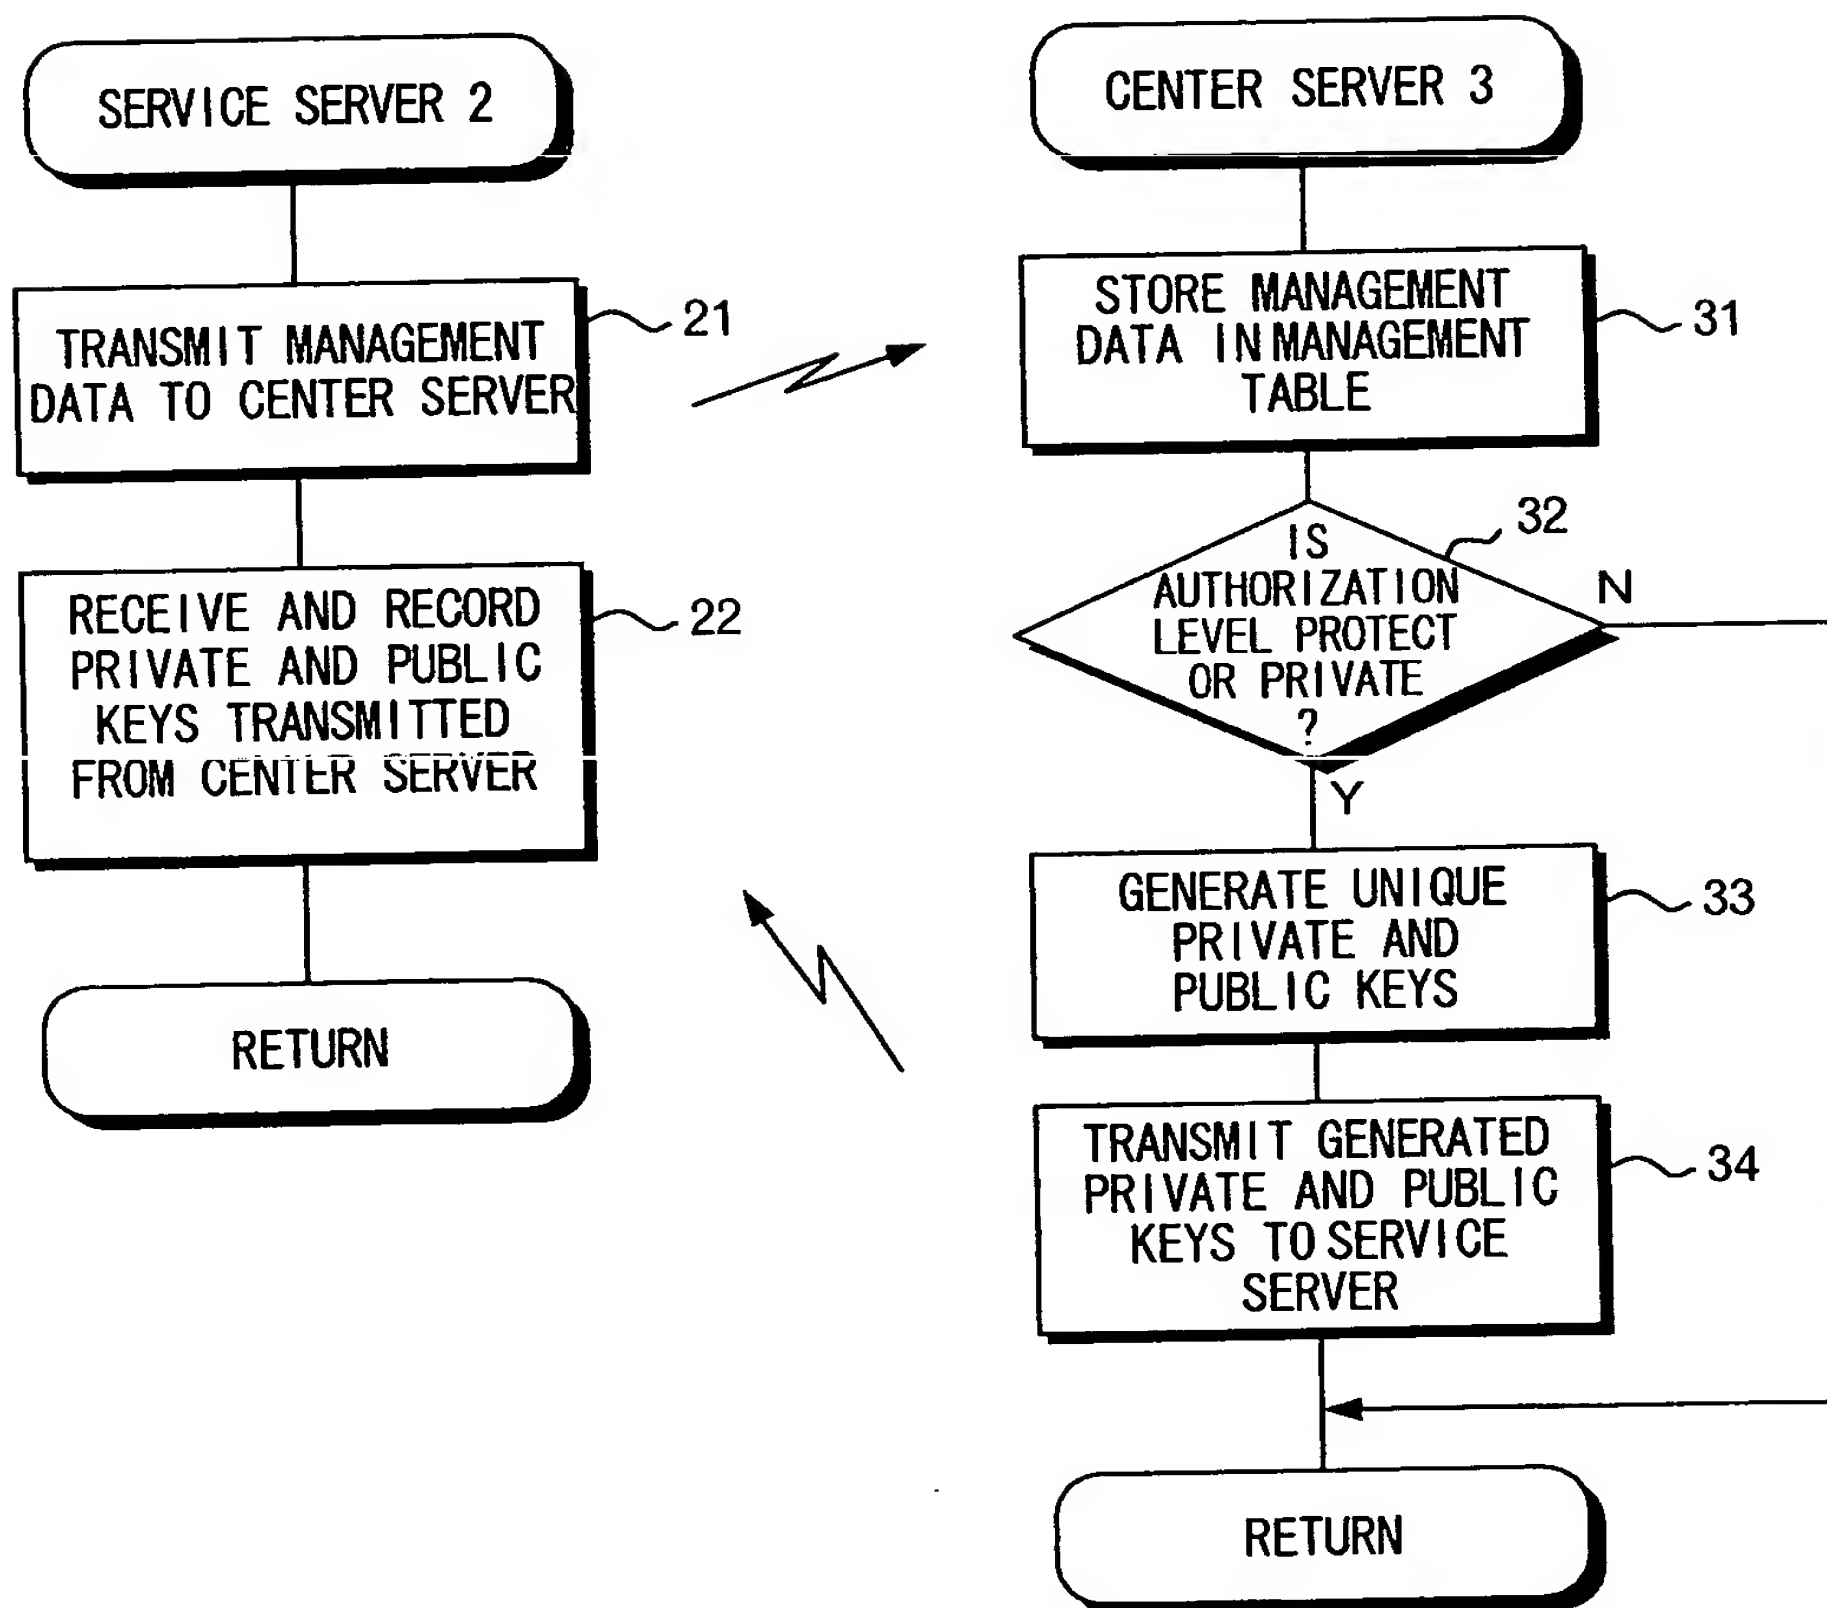 SERVICE SERVER 2
TRANSMIT MANAGEMENT
DATA TO CENTER SERVER
21
RECEIVE AND RECORD
PRIVATE AND PUBLIC
KEYS TRANSMITTED
FROM CENTER SERVER
22
RETURN
CENTER SERVER 3
STORE MANAGEMENT
DATA IN MANAGEMENT
TABLE
31
IS
AUTHORIZATION
LEVEL PROTECT
OR PRIVATE
?
32
N
Y
GENERATE UNIQUE
PRIVATE AND
PUBLIC KEYS
33
TRANSMIT GENERATED
PRIVATE AND PUBLIC
KEYS TO SERVICE
SERVER
34
RETURN